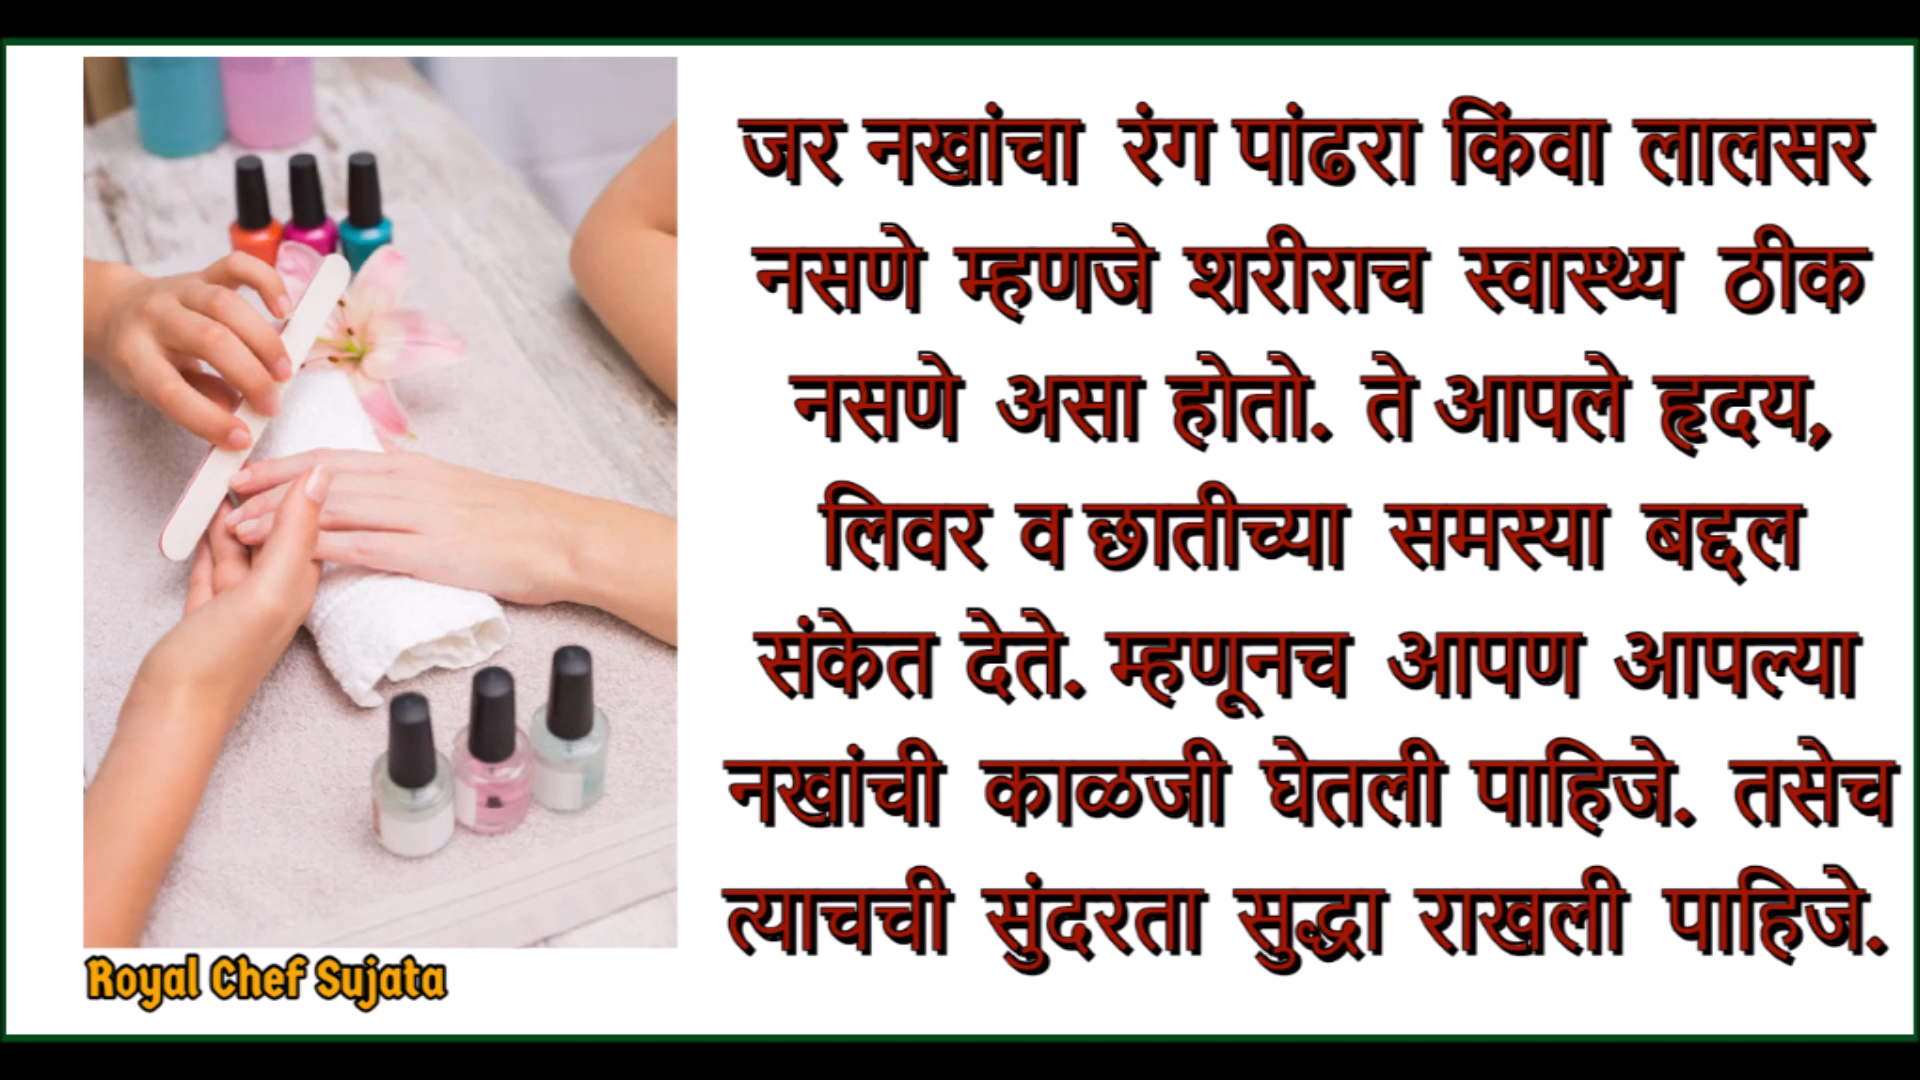 जर नखांचा रंग पांढरा किंवा लालसर
नसणे म्हणजे शरीराच स्वास्थ्य ठीक
नसणे असा होतो. ते आपले हृदय,
लिवर व छातीच्या समस्या बद्दल
संकेत देते. म्हणूनच आपण आपल्या
नखांची काळजी घेतली पाहिजे. तसेच
त्याचची सुंदरता सुद्धा राखली पाहिजे.
Royal Chef Sujata